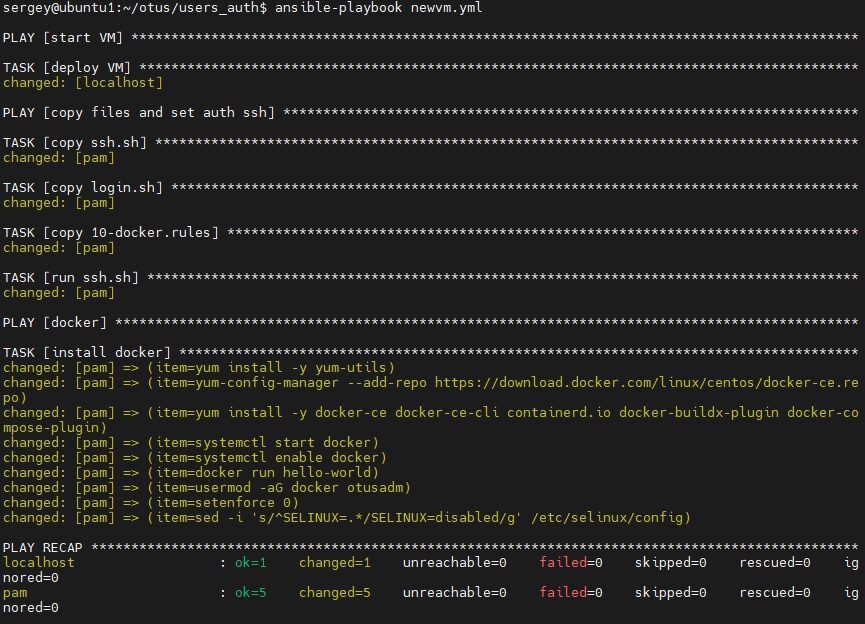 sergey@ubuntu1:~/otus/users_auth$ ansible-playbook newvm.yml
PLAY [start VM] *******************************************************************************************
TASK [deploy VM] ******************************************************************************************
changed: [localhost]
PLAY [copy files and set auth ssh] ************************************************************************
TASK [copy ssh.sh] ****************************************************************************************
changed: [pam]
TASK [copy login.sh] **************************************************************************************
changed: [pam]
TASK [copy 10-docker.rules] *******************************************************************************
changed: [pam]
TASK [run ssh.sh] *****************************************************************************************
changed: [pam]
PLAY [docker] *********************************************************************************************
TASK [install docker] *************************************************************************************
changed: [pam] => (item=yum install -y yum-utils)
changed: [pam] => (item=yum-config-manager --add-repo https://download.docker.com/linux/centos/docker-ce.re
po)
changed: [pam] => (item=yum install -y docker-ce docker-ce-cli containerd.io docker-buildx-plugin docker-co
mpose-plugin)
changed: [pam] => (item=systemctl start docker)
changed: [pam] => (item=systemctl enable docker)
changed: [pam] => (item=docker run hello-world)
changed: [pam] => (item=usermod -aG docker otusadm)
changed: [pam] => (item=setenforce 0)
changed: [pam] => (item=sed -i 's/^SELINUX=.*/SELINUX=disabled/g' /etc/selinux/config)
PLAY RECAP ************************************************************************************************
localhost                  : ok=1    changed=1    unreachable=0    failed=0    skipped=0    rescued=0    ig
nored=0
pam                        : ok=5    changed=5    unreachable=0    failed=0    skipped=0    rescued=0    ig
nored=0